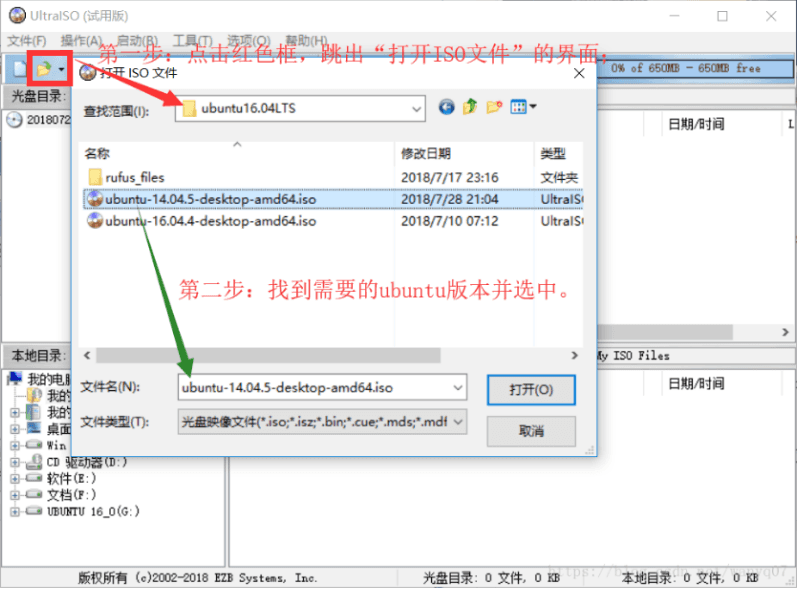 UltraISO (试用版)
文件(F) 操作(A) 启动(B) 工具(T) 选项(O) 帮助(H)
第一步：点击红色框，跳出“打开ISO文件”的界面；
打开 ISO 文件
0% of 650MB - 650MB free
光盘目录:
查找范围(I): ubuntu16.04LTS
2018072
日期/时间 L
名称 修改日期 类型
rufus_files 2018/7/17 23:16 文件夹
ubuntu-14.04.5-desktop-amd64.iso 2018/7/28 21:04 UltraISO
ubuntu-16.04.4-desktop-amd64.iso 2018/7/10 07:12 UltraISO
第二步：找到需要的ubuntu版本并选中。
本地目录: My ISO Files
文件名(N): ubuntu-14.04.5-desktop-amd64.iso 打开(O)
文件类型(T): 光盘映像文件(*.iso;*.isz;*.bin;*.cue;*.mds;*.mdf 取消
日期/时间
我的电脑
我的
我的
桌面
Win
CD 驱动器(D:)
软件(E:)
文档(F:)
UBUNTU 16_0(G:)
版权所有 (c)2002-2018 EZB Systems, Inc. 光盘目录: 0 文件, 0 KB 本地目录: 0 文件, 0 KB